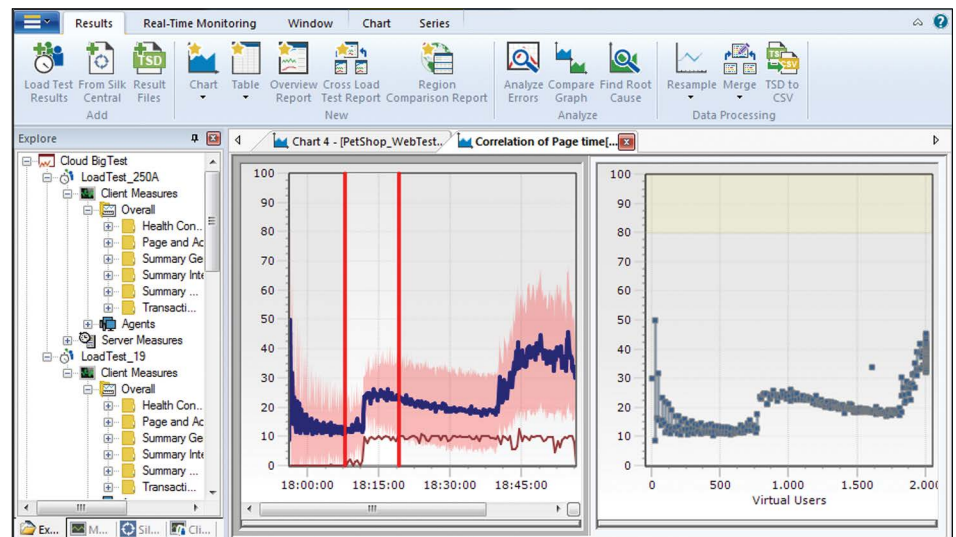 Results Real-Time Monitoring Window Chart Series
Load Test Results
From Silk Central
Result Files
Add
Chart
Table
Overview Report
Cross Load Test Report
Region Comparison Report
New
Analyze Errors
Compare Graph
Find Root Cause
Analyze
Resample
Merge
TSD to CSV
Data Processing
TSD
TSD
CSV
Explore
Cloud BigTest
LoadTest_250A
Client Measures
Overall
Health Con...
Page and Ac
Summary Ge
Summary Inte
Summary ...
Transacti...
Agents
Server Measures
LoadTest_19
Client Measures
Overall
Health Con...
Page and Ac
Summary Ge
Summary Inte
Summary ...
Transacti...
Ex... M... Sil... Cli...
Chart 4 - [PetShop_WebTest... Correlation of Page time[...
100
90
80
70
60
50
40
30
20
10
0
18:00:00 18:15:00 18:30:00 18:45:00
100
90
80
70
60
50
40
30
20
10
0
0 500 1.000 1.500 2.000
Virtual Users